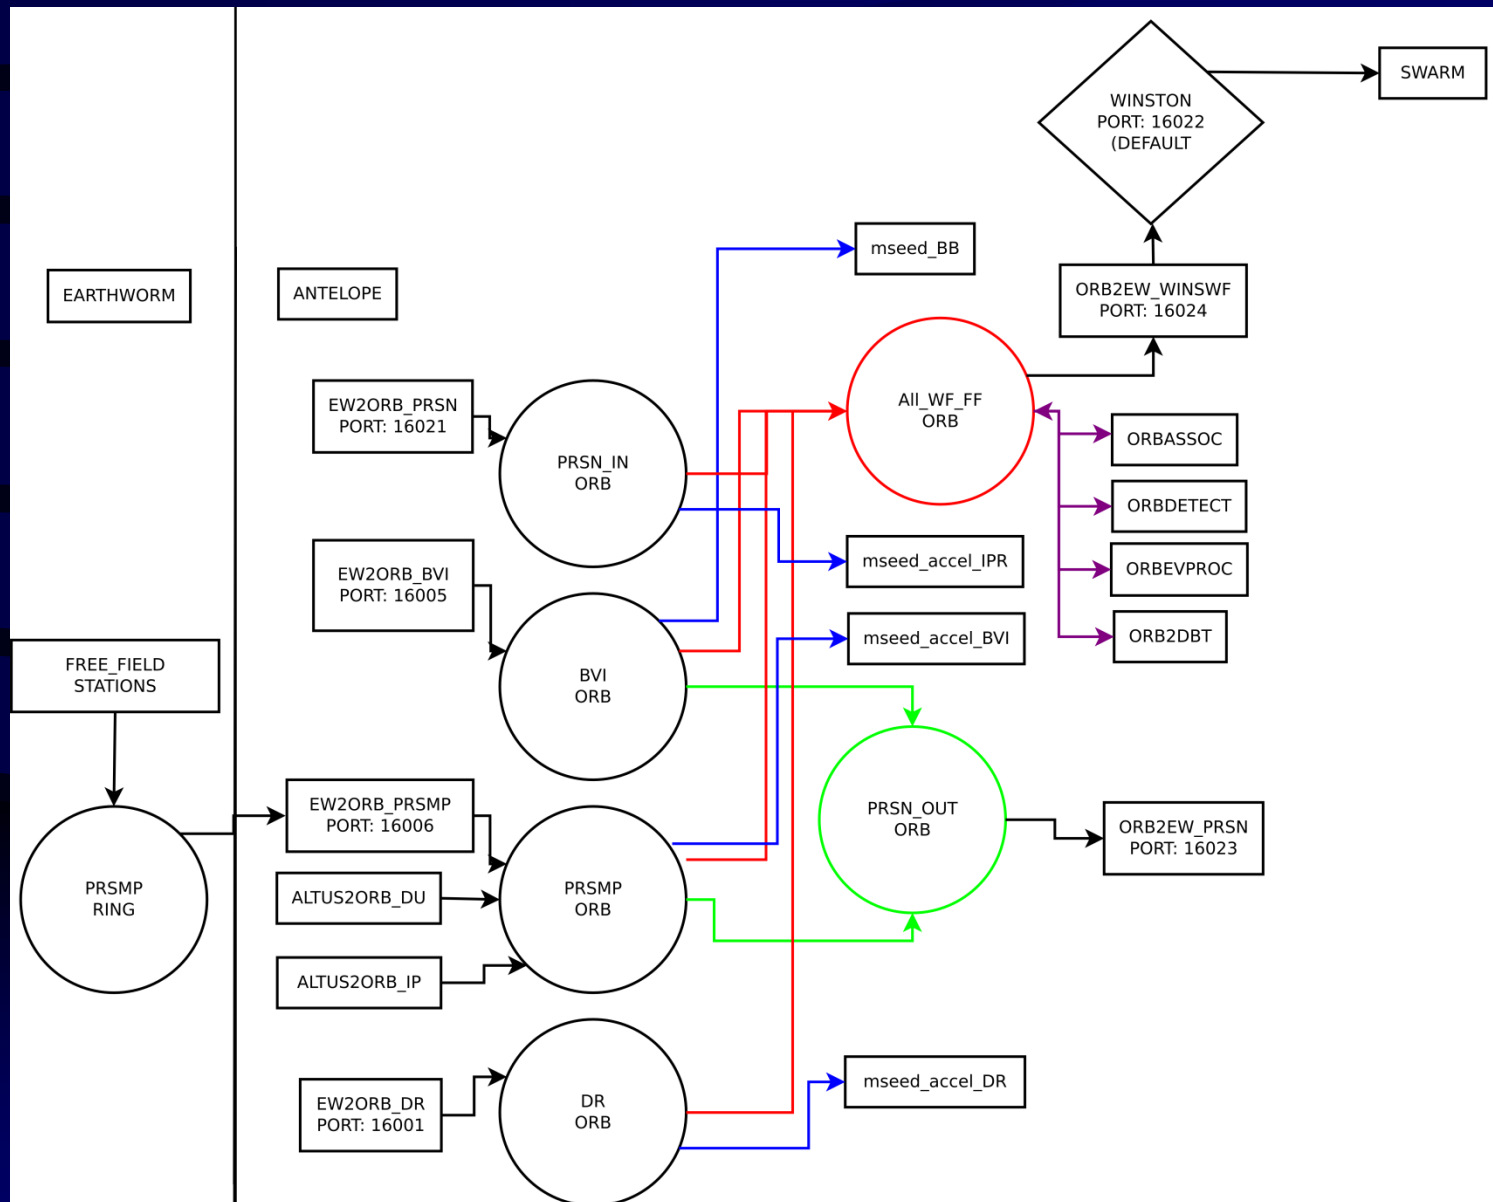 WINSTON
PORT: 16022
(DEFAULT
SWARM
mseed_BB
EARTHWORM
ANTELOPE
ORB2EW_WINSWF
PORT: 16024
EW2ORB_PRSN
PORT: 16021
PRSN_IN
ORB
All_WF_FF
ORB
ORBASSOC
ORBDETECT
ORBEVPROC
ORB2DBT
mseed_accel_IPR
EW2ORB_BVI
PORT: 16005
BVI
ORB
mseed_accel_BVI
FREE_FIELD
STATIONS
PRSMP
RING
EW2ORB_PRSMP
PORT: 16006
ALTUS2ORB_DU
ALTUS2ORB_IP
PRSMP
ORB
PRSN_OUT
ORB
ORB2EW_PRSN
PORT: 16023
EW2ORB_DR
PORT: 16001
DR
ORB
mseed_accel_DR